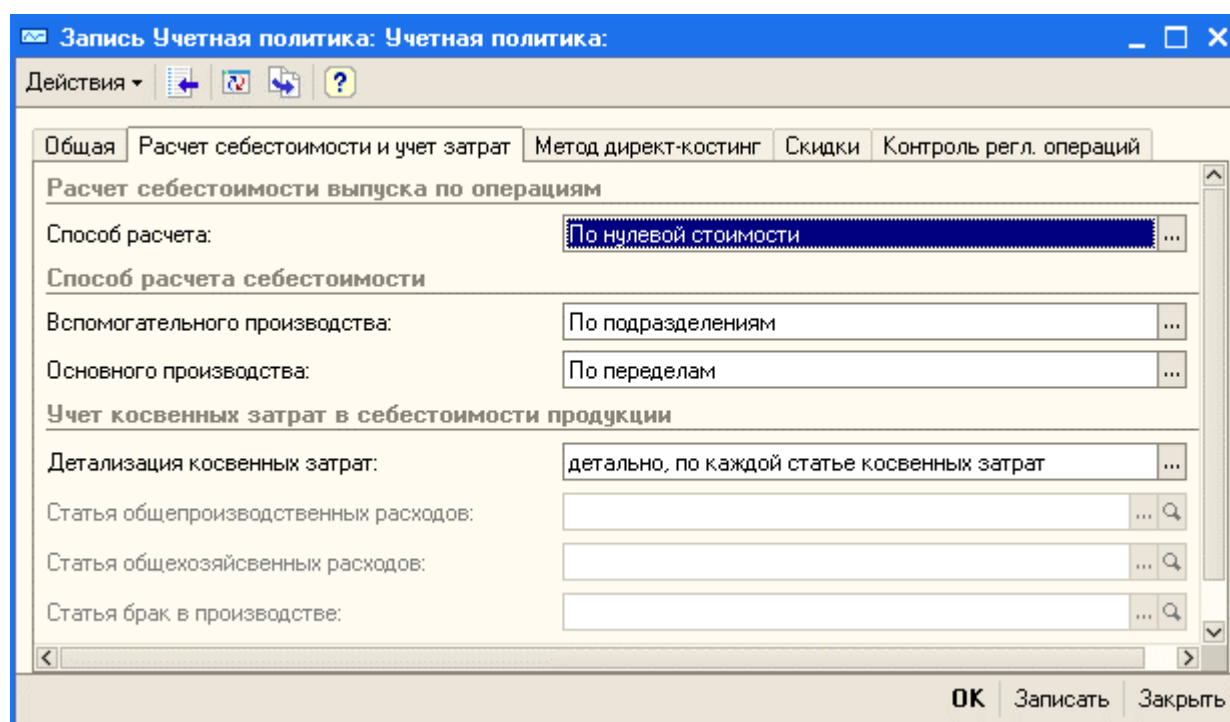 Запись Учетная политика: Учетная политика:
Действия
Общая Расчет себестоимости и учет затрат Метод директ-костинг Скидки Контроль регл. операций
Расчет себестоимости выпуска по операциям
Способ расчета: По нулевой стоимости ...
Способ расчета себестоимости
Вспомогательного производства: По подразделениям ...
Основного производства: По переделам ...
Учет косвенных затрат в себестоимости продукции
Детализация косвенных затрат: детально, по каждой статье косвенных затрат ...
Статья общепроизводственных расходов: ...
Статья общехозяйсвенных расходов: ...
Статья брак в производстве: ...
OK Записать Закрыть